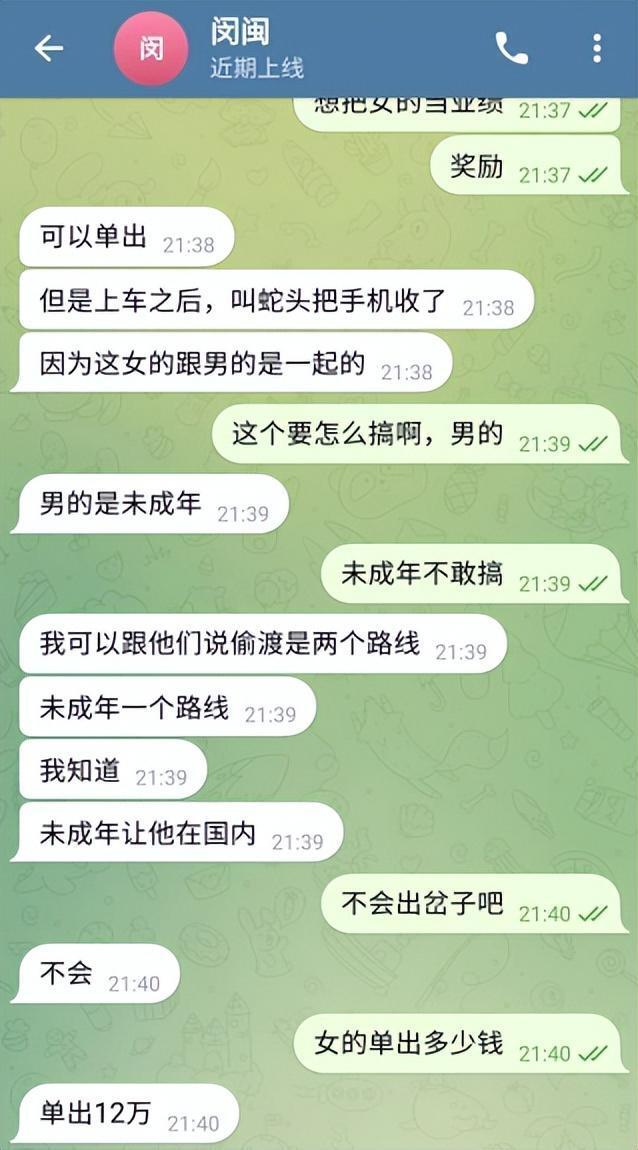 闵
闵闽
近期上线
想把女的当业绩 21:37
奖励 21:37
可以单出 21:38
但是上车之后，叫蛇头把手机收了 21:38
因为这女的跟男的是一起的 21:38
这个要怎么搞啊，男的 21:39
男的是未成年 21:39
未成年不敢搞 21:39
我可以跟他们说偷渡是两个路线 21:39
未成年一个路线 21:39
我知道 21:39
未成年让他在国内 21:39
不会出岔子吧 21:40
不会 21:40
女的单出多少钱 21:40
单出12万 21:40